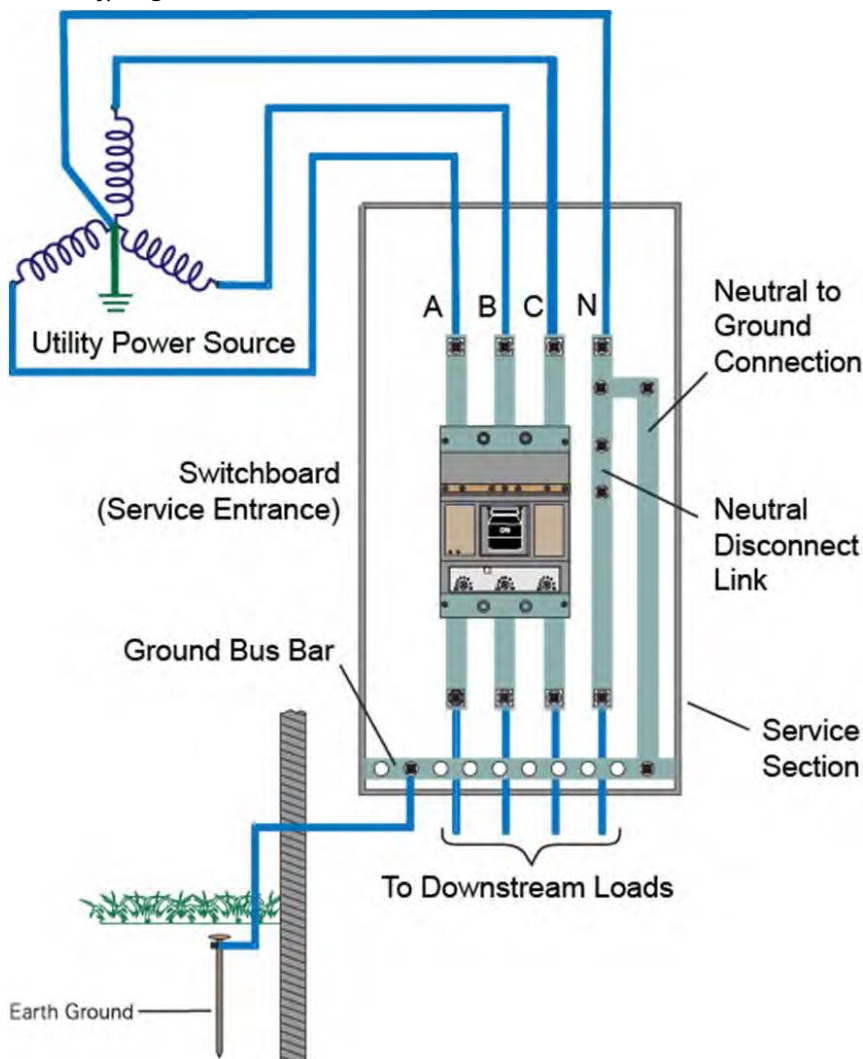 Utility Power Source
A B C N
Neutral to
Ground
Connection
Switchboard
(Service Entrance)
ON
Neutral
Disconnect
Link
Ground Bus Bar
Service
Section
To Downstream Loads
Earth Ground